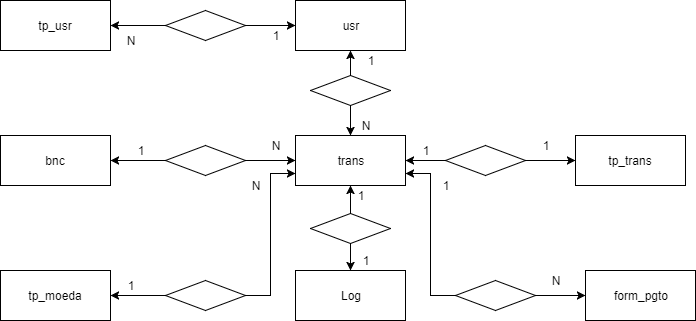 tp_usr
N
1
usr
1
N
bnc
1
N
trans
1
1
tp_trans
N
1
1
tp_moeda
1
1
Log
N
form_pgto